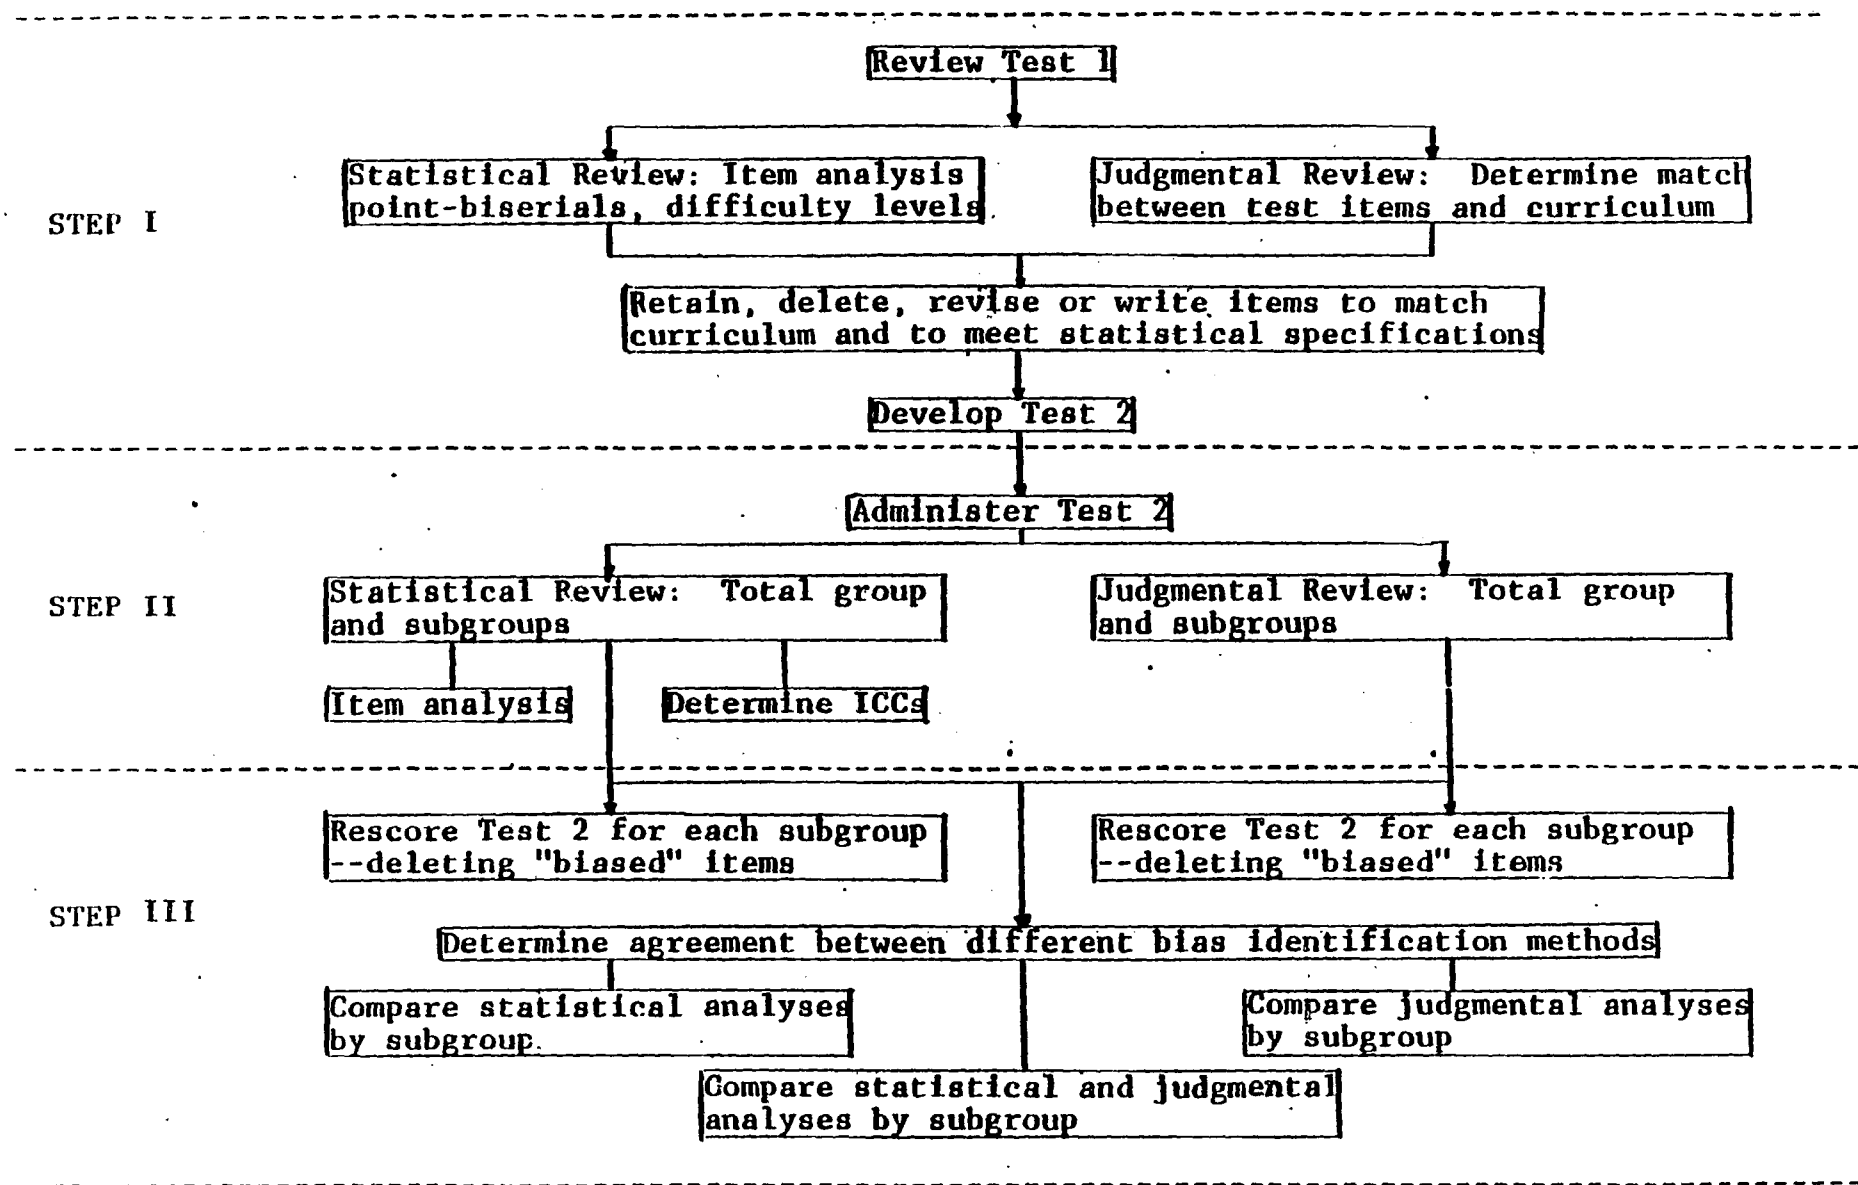 Review Test 1
STEP I
Statistical Review: Item analysis
point-biserials, difficulty levels
Judgmental Review: Determine match
between test items and curriculum
Retain, delete, revise or write items to match
curriculum and to meet statistical specifications
Develop Test 2
Administer Test 2
STEP II
Statistical Review: Total group
and subgroups
Judgmental Review: Total group
and subgroups
Item analysis
Determine ICCs
Rescore Test 2 for each subgroup
--deleting "biased" items
Rescore Test 2 for each subgroup
--deleting "biased" items
STEP III
Determine agreement between different bias identification methods
Compare statistical analyses
by subgroup.
Compare judgmental analyses
by subgroup
Compare statistical and judgmental
analyses by subgroup